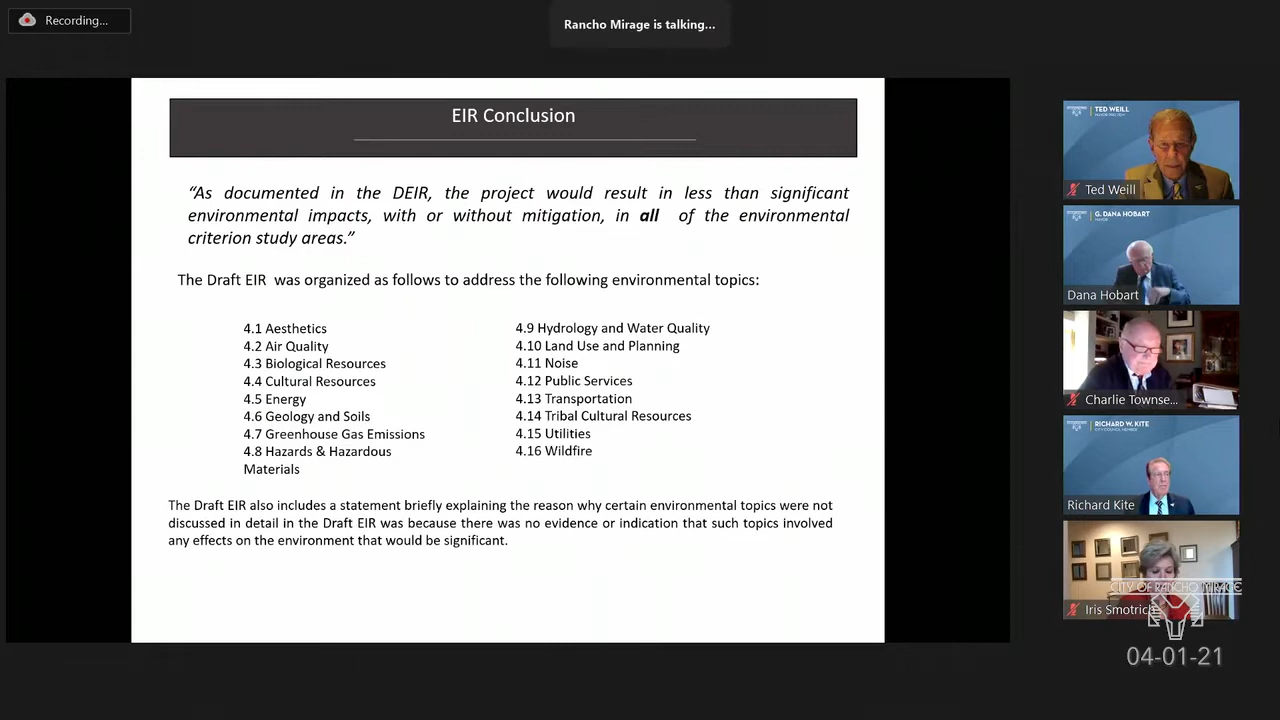 Recording...
Rancho Mirage is talking...
EIR Conclusion
“As documented in the DEIR, the project would result in less than significant
environmental impacts, with or without mitigation, in all of the environmental
criterion study areas.”
The Draft EIR was organized as follows to address the following environmental topics:
4.1 Aesthetics
4.2 Air Quality
4.3 Biological Resources
4.4 Cultural Resources
4.5 Energy
4.6 Geology and Soils
4.7 Greenhouse Gas Emissions
4.8 Hazards & Hazardous
Materials
4.9 Hydrology and Water Quality
4.10 Land Use and Planning
4.11 Noise
4.12 Public Services
4.13 Transportation
4.14 Tribal Cultural Resources
4.15 Utilities
4.16 Wildfire
The Draft EIR also includes a statement briefly explaining the reason why certain environmental topics were not
discussed in detail in the Draft EIR was because there was no evidence or indication that such topics involved
any effects on the environment that would be significant.
TED WEILL
Ted Weill
G. DANA HOBART
Dana Hobart
Charlie Townse...
RICHARD W. KITE
CITY COUNCIL MEMBER
Richard Kite
CITY OF RANCHO MIRAGE
Iris Smotrich
04-01-21